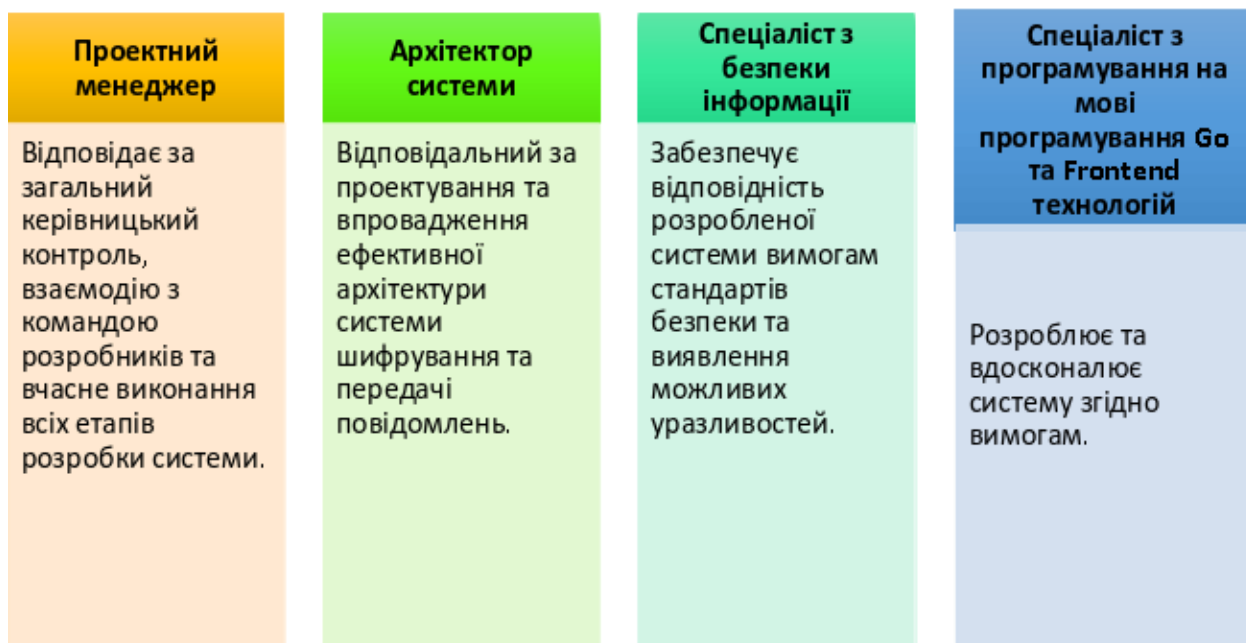 Проектний
менеджер
Відповідає за
загальний
керівницький
контроль,
взаємодію з
командою
розробників та
вчасне виконання
всіх етапів
розробки системи.
Архітектор
системи
Відповідальний за
проектування та
впровадження
ефективної
архітектури
системи
шифрування та
передачі
повідомлень.
Спеціаліст з
безпеки
інформації
Забезпечує
відповідність
розробленої
системи вимогам
стандартів
безпеки та
виявлення
можливих
уразливостей.
Спеціаліст з
програмування на
мові
програмування Go
та Frontend
технологій
Розроблює та
вдосконалює
систему згідно
вимогам.